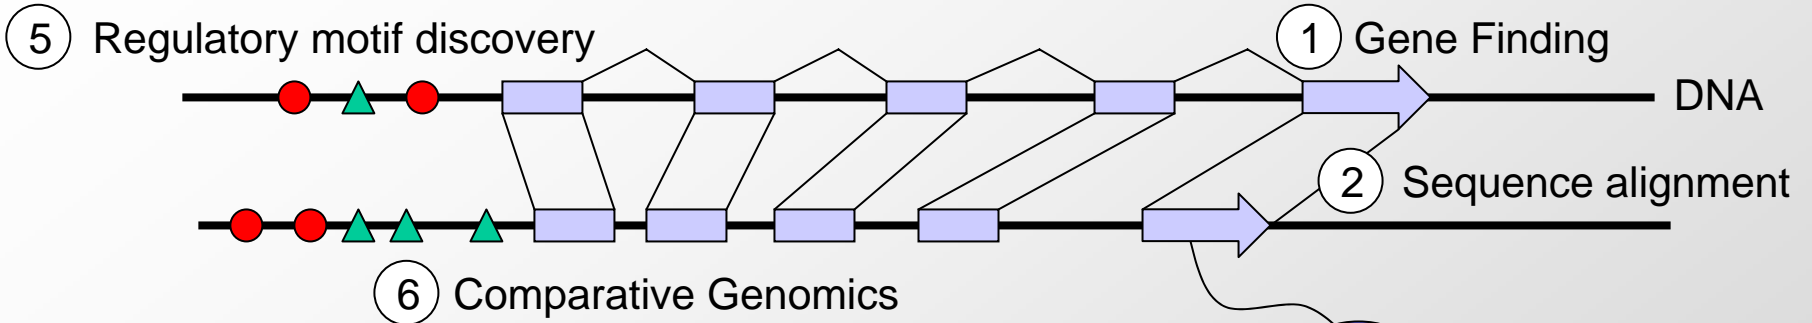 5 Regulatory motif discovery
1 Gene Finding
DNA
2 Sequence alignment
6 Comparative Genomics